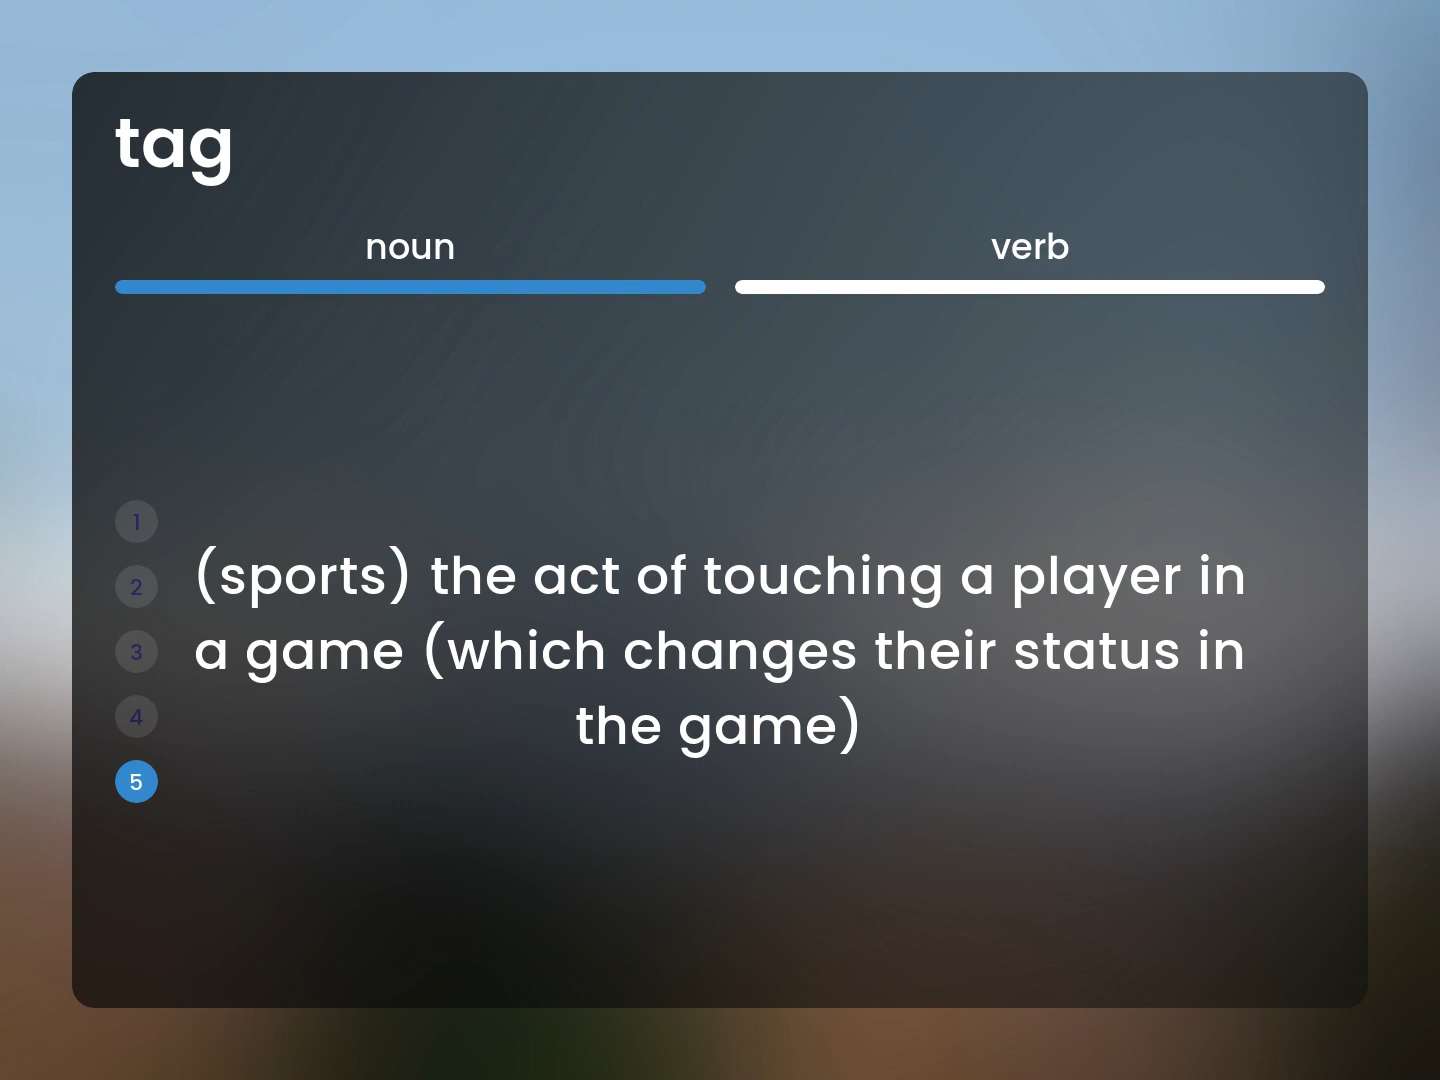 tag
noun
verb
1
2
3
4
5
(sports) the act of touching a player in
a game (which changes their status in
the game)